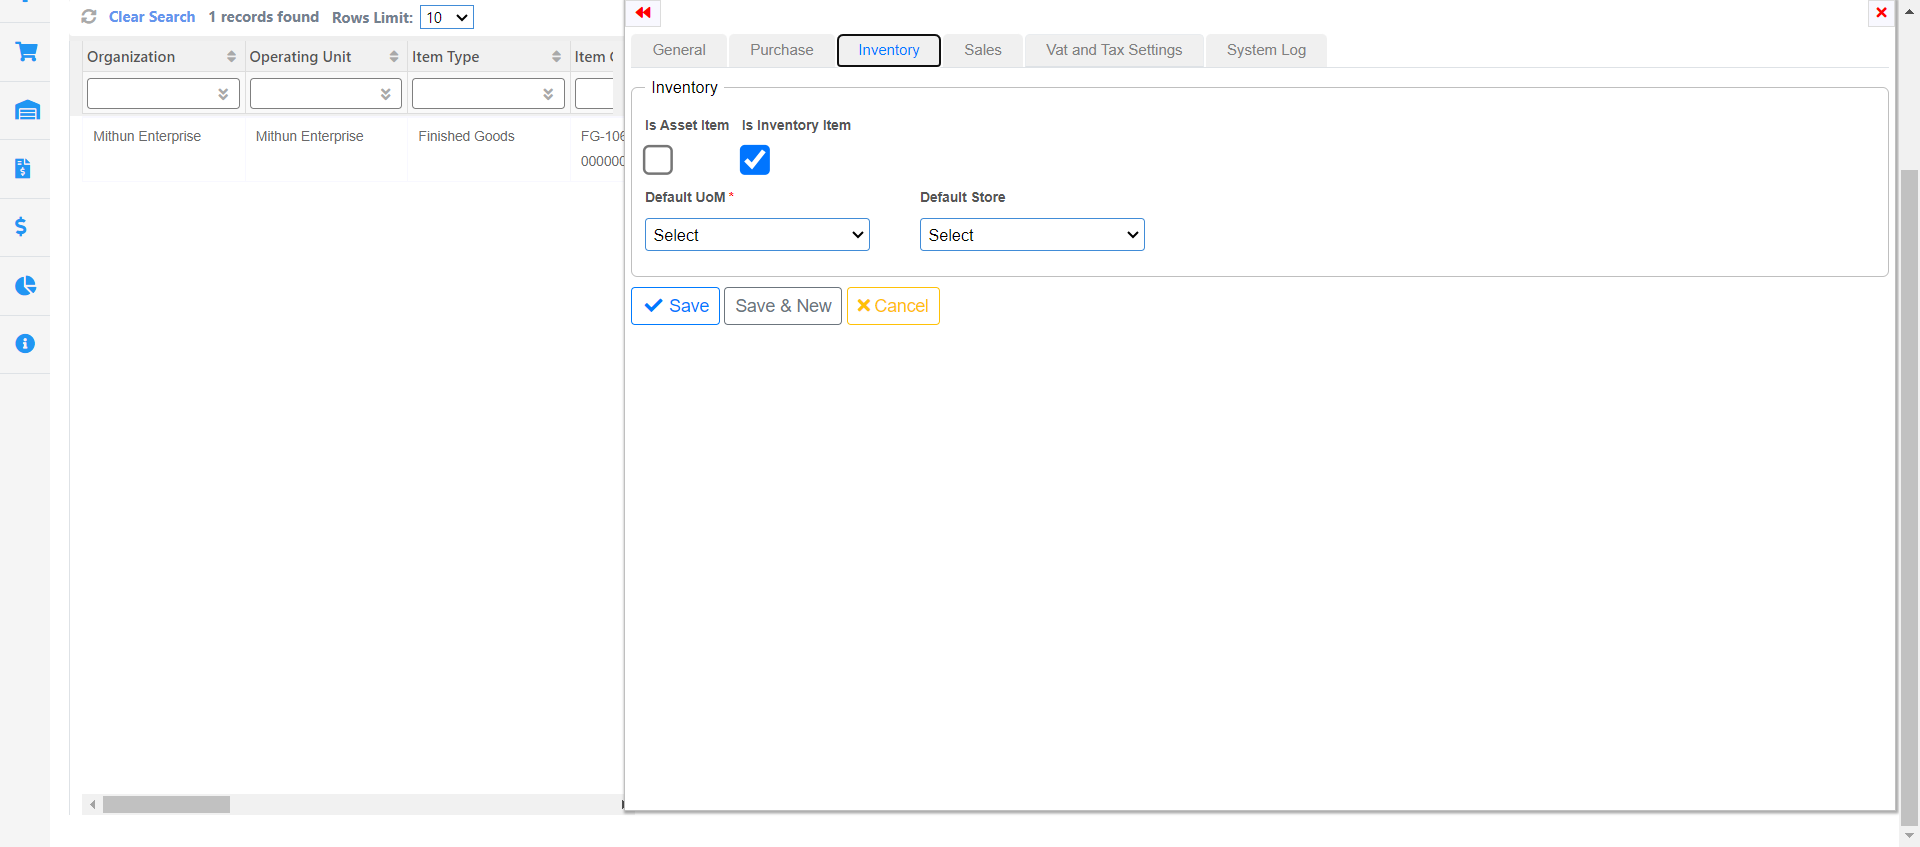 Clear Search 1 records found Rows Limit: 10
Organization Operating Unit Item Type Item
Mithun Enterprise Mithun Enterprise Finished Goods FG-106
000000
General Purchase Inventory Sales Vat and Tax Settings System Log
Inventory
Is Asset Item Is Inventory Item
Default UoM * Default Store
Select Select
Save Save & New Cancel